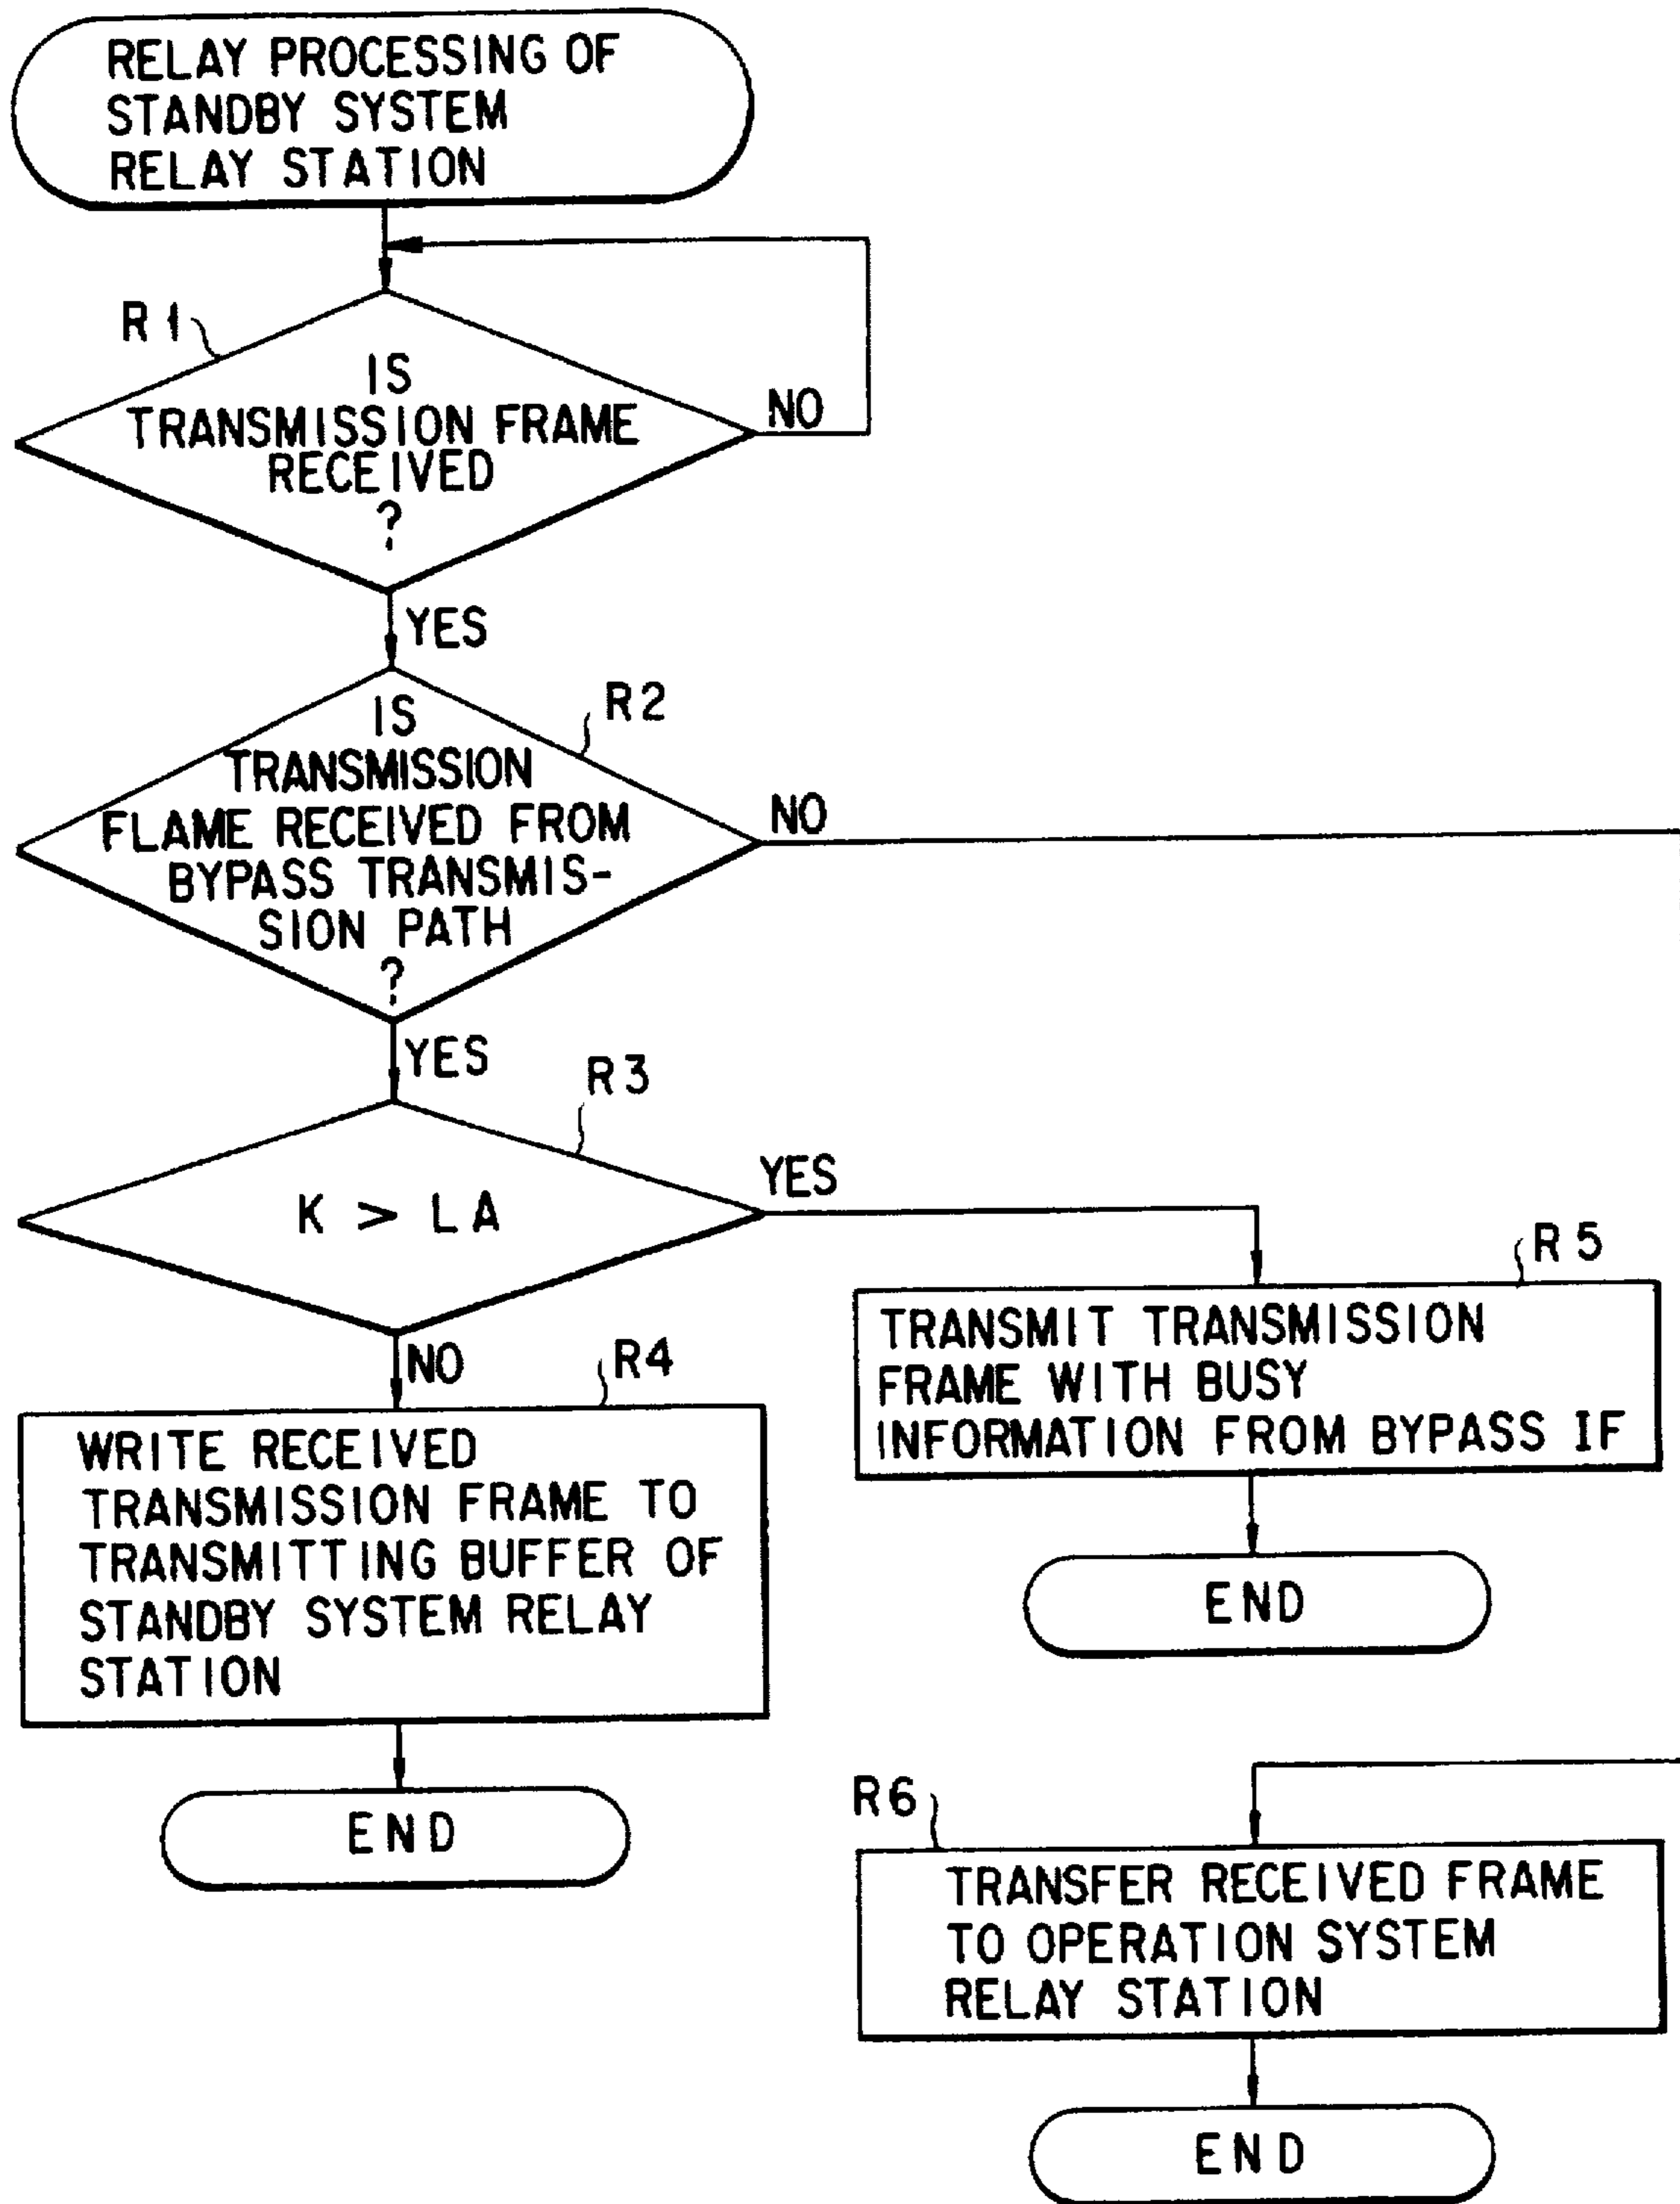 RELAY PROCESSING OF
STANDBY SYSTEM
RELAY STATION
R1
IS
TRANSMISSION FRAME
RECEIVED
?
NO
YES
R2
IS
TRANSMISSION
FLAME RECEIVED FROM
BYPASS TRANSMIS-
SION PATH
?
NO
YES
R3
K > LA
YES
NO
R4
WRITE RECEIVED
TRANSMISSION FRAME TO
TRANSMITTING BUFFER OF
STANDBY SYSTEM RELAY
STATION
END
R5
TRANSMIT TRANSMISSION
FRAME WITH BUSY
INFORMATION FROM BYPASS IF
END
R6
TRANSFER RECEIVED FRAME
TO OPERATION SYSTEM
RELAY STATION
END